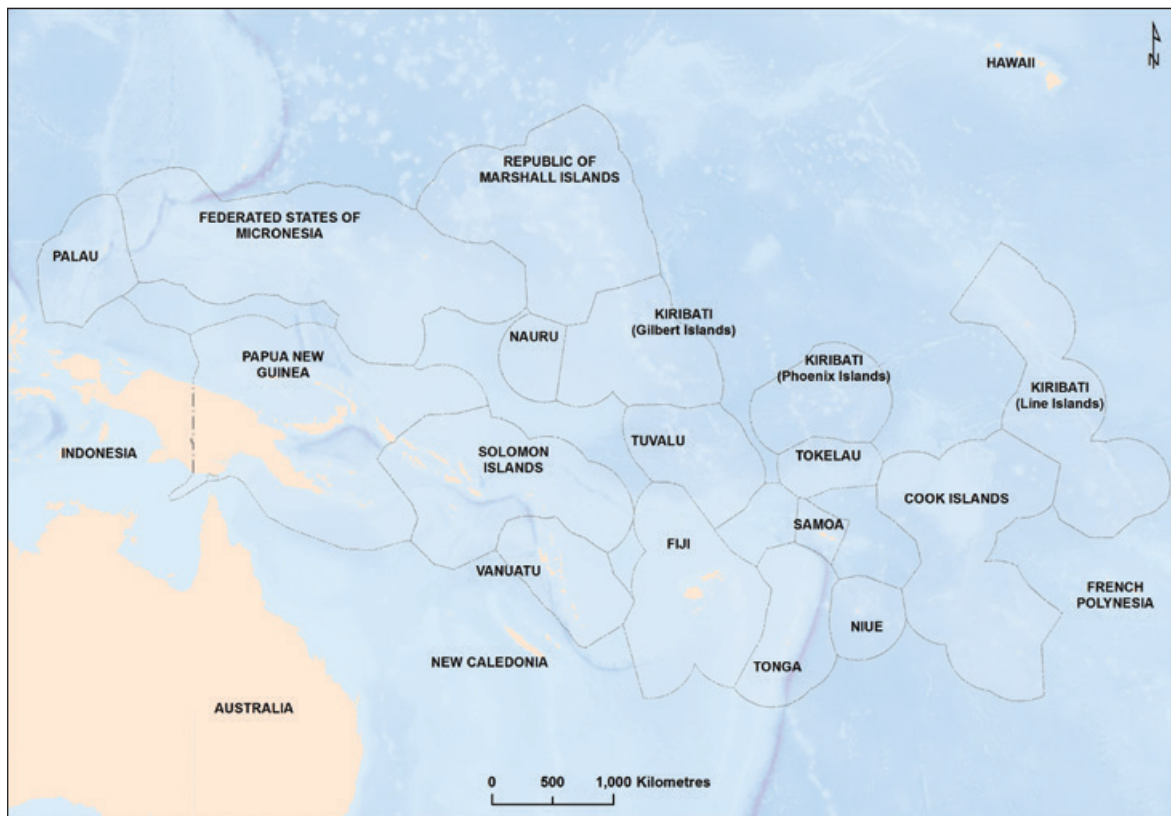 HAWAII
Z
REPUBLIC OF
MARSHALL ISLANDS
FEDERATED STATES OF
MICRONESIA
PALAU
KIRIBATI
(Gilbert Islands)
NAURU
PAPUA NEW
GUINEA
KIRIBATI
(Phoenix Islands)
KIRIBATI
(Line Islands)
TUVALU
INDONESIA
SOLOMON
ISLANDS
TOKELAU
COOK ISLANDS
SAMOA
FIJI
VANUATU
FRENCH
POLYNESIA
NIUE
NEW CALEDONIA
TONGA
AUSTRALIA
0 500 1,000 Kilometres